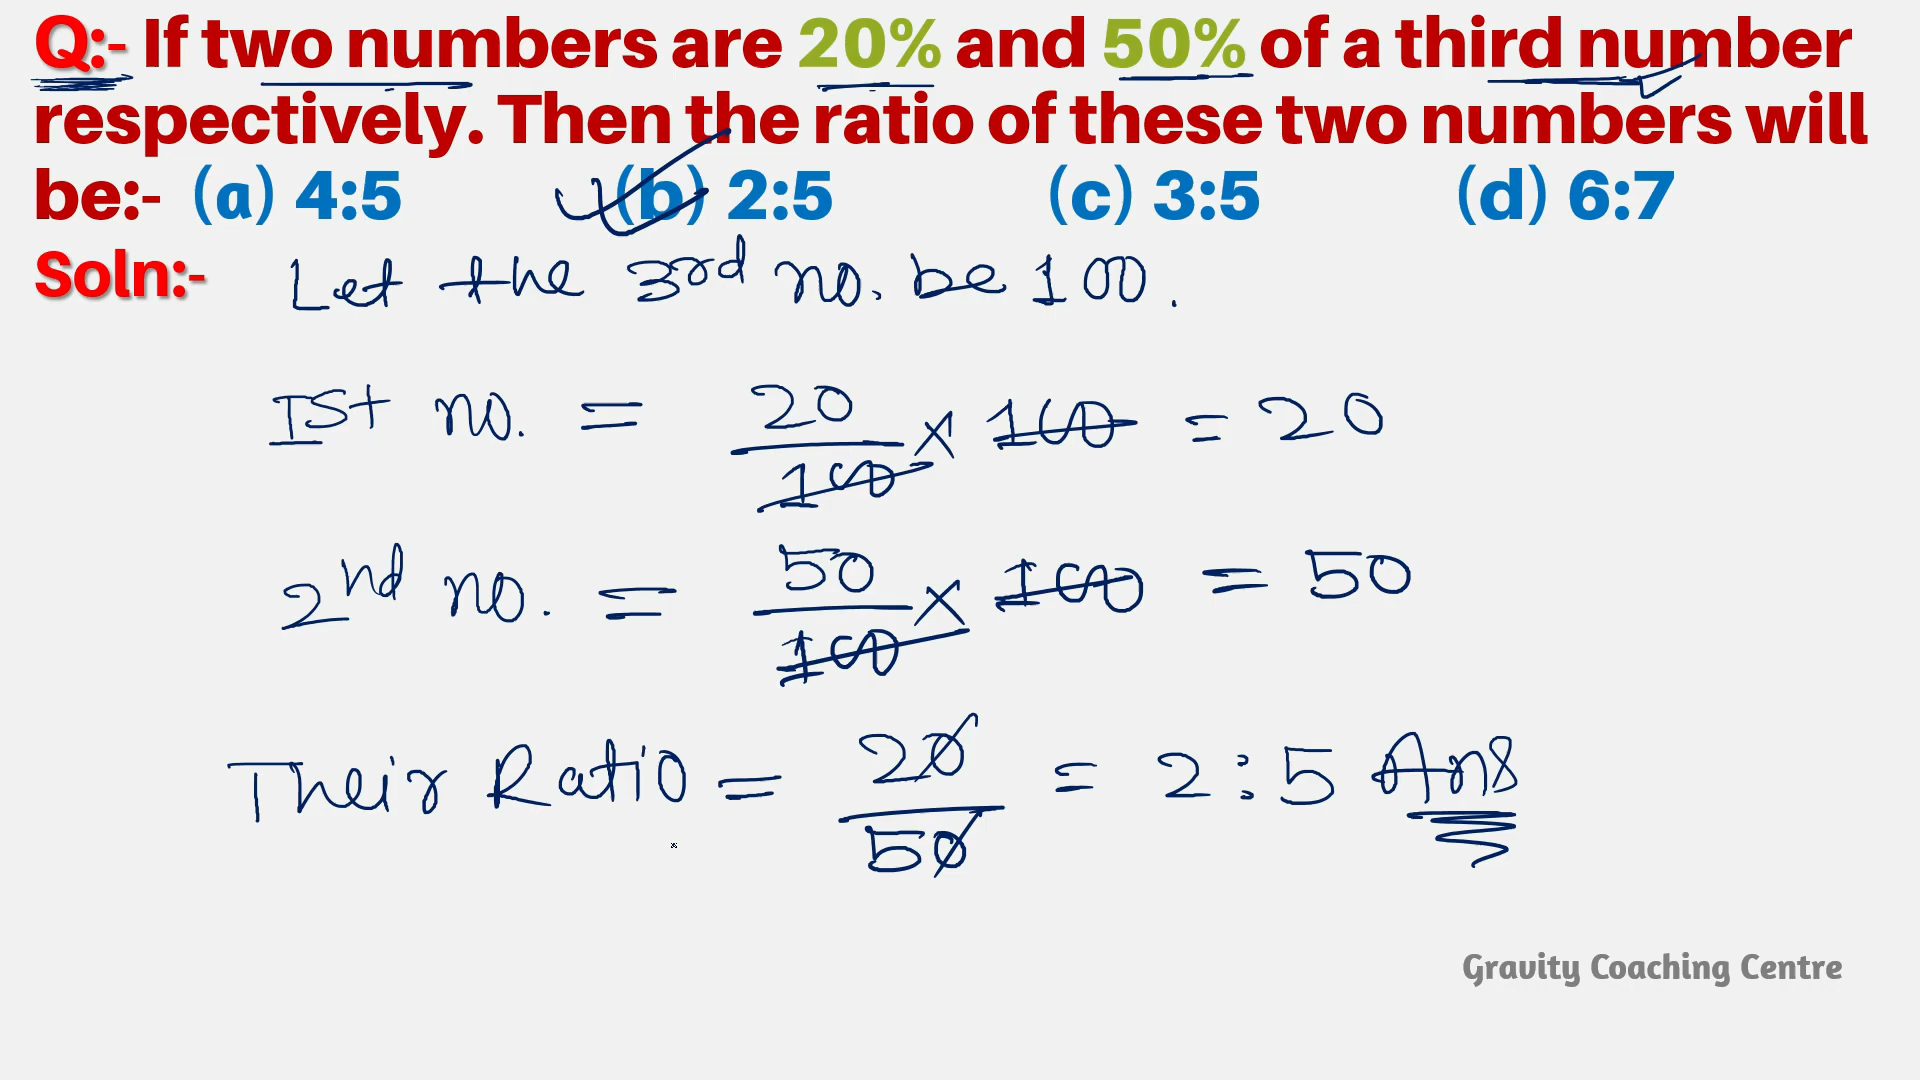 Q:- If two numbers are 20% and 50% of a third number
respectively. Then the ratio of these two numbers will
be:- (a) 4:5 (b) 2:5 (c) 3:5 (d) 6:7
Soln:- Let the 3rd no. be 100.
Ist no. = 20/100 × 100 = 20
2nd no. = 50/100 × 100 = 50
Their Ratio = 20/50 = 2:5 Ans
Gravity Coaching Centre